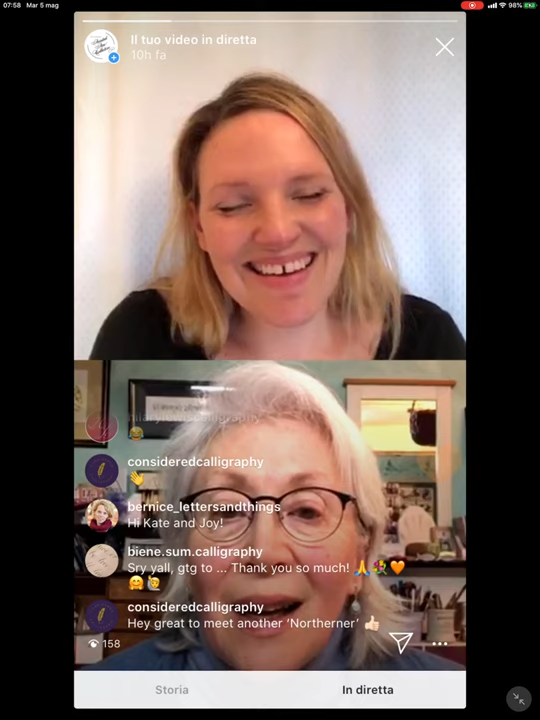 07:58 Mar 5 mag
98%
Il tuo video in diretta
10h fa
consideredcalligraphy
👋
bernice_lettersandthings
Hi Kate and Joy!
biene.sum.calligraphy
Sry yall, gtg to ... Thank you so much! 🙏💐🧡
🤗🙋
consideredcalligraphy
Hey great to meet another ‘Northerner’ 👍🏻
158
Storia
In diretta